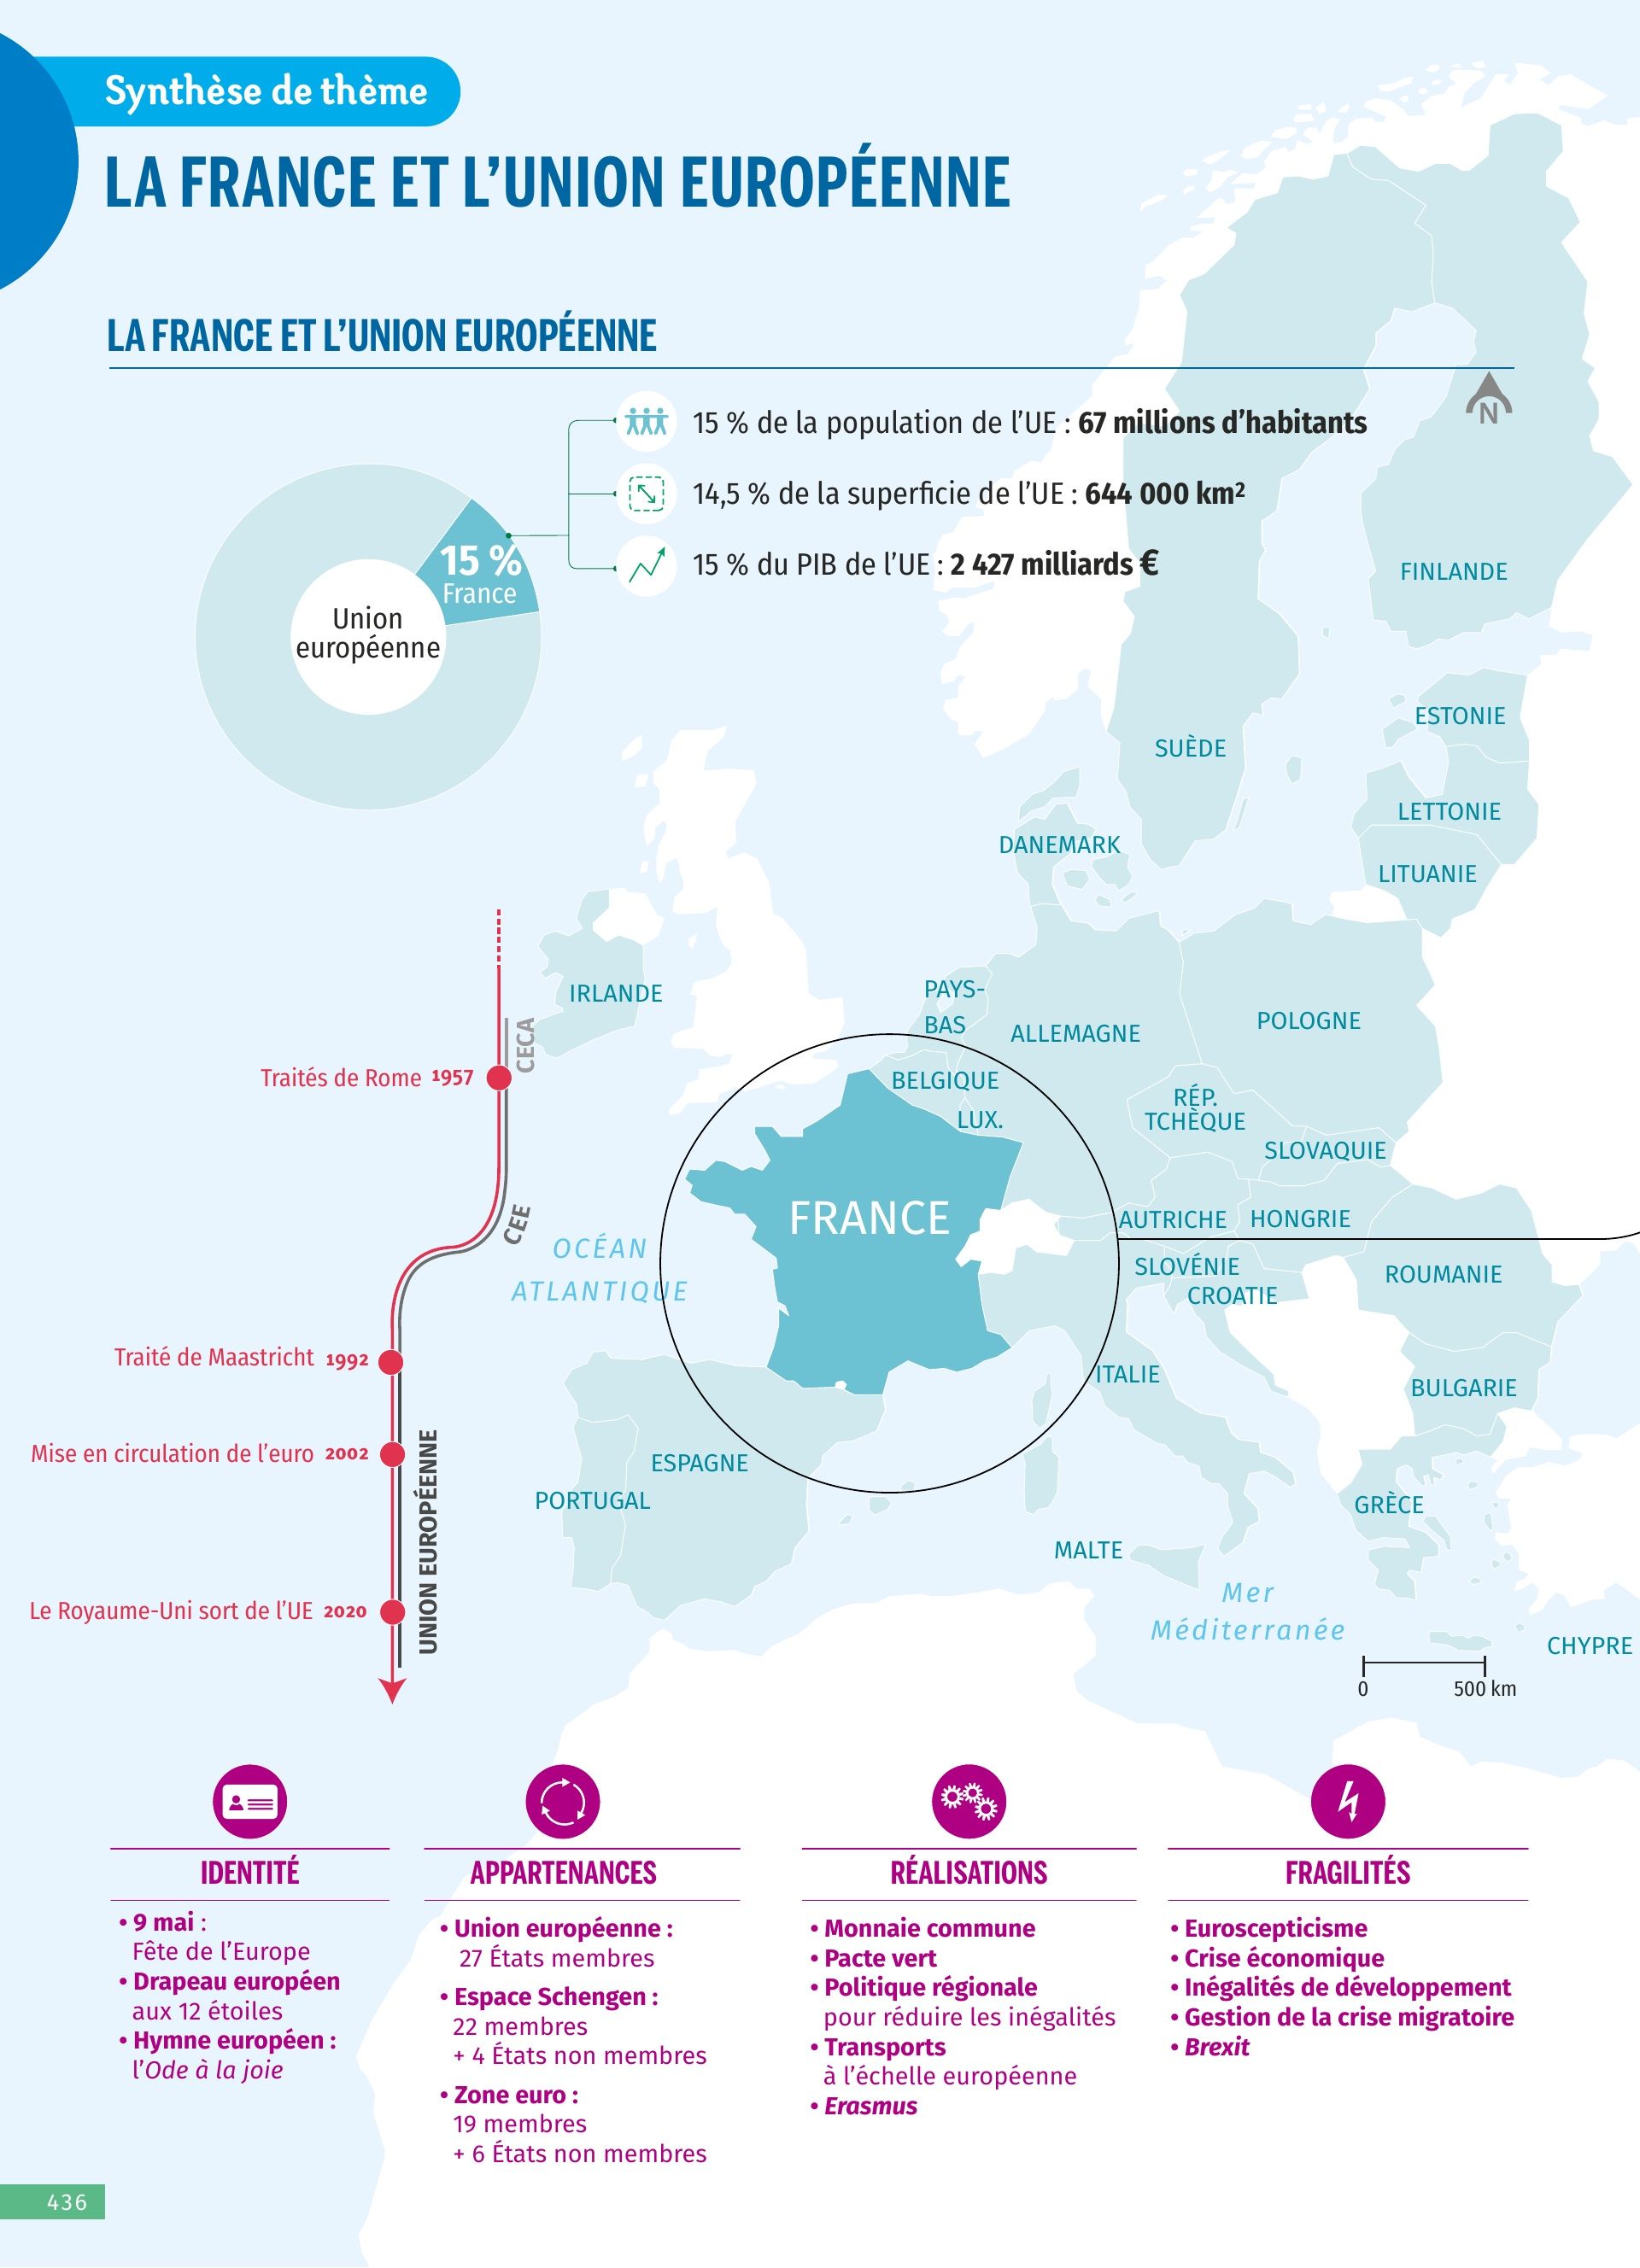 Synthèse de thème
LA FRANCE ET L’UNION EUROPÉENNE
LA FRANCE ET L’UNION EUROPÉENNE
15 % de la population de l’UE : 67 millions d’habitants
14,5 % de la superficie de l’UE : 644 000 km²
15 % du PIB de l’UE : 2 427 milliards €
15 %
France
Union
européenne
N
FINLANDE
ESTONIE
SUÈDE
LETTONIE
DANEMARK
LITUANIE
IRLANDE
PAYS-
BAS
ALLEMAGNE
POLOGNE
BELGIQUE
LUX.
RÉP.
TCHÈQUE
SLOVAQUIE
FRANCE
AUTRICHE
HONGRIE
SLOVÉNIE
CROATIE
ROUMANIE
OCÉAN
ATLANTIQUE
ITALIE
BULGARIE
ESPAGNE
PORTUGAL
GRÈCE
MALTE
Mer
Méditerranée
CHYPRE
0 500 km
CECA
Traités de Rome 1957
CEE
Traité de Maastricht 1992
Mise en circulation de l’euro 2002
UNION EUROPÉENNE
Le Royaume-Uni sort de l’UE 2020
IDENTITÉ
• 9 mai :
Fête de l’Europe
• Drapeau européen
aux 12 étoiles
• Hymne européen :
l’Ode à la joie
APPARTENANCES
• Union européenne :
27 États membres
• Espace Schengen :
22 membres
+ 4 États non membres
• Zone euro :
19 membres
+ 6 États non membres
RÉALISATIONS
• Monnaie commune
• Pacte vert
• Politique régionale
pour réduire les inégalités
• Transports
à l’échelle européenne
• Erasmus
FRAGILITÉS
• Euroscepticisme
• Crise économique
• Inégalités de développement
• Gestion de la crise migratoire
• Brexit
436